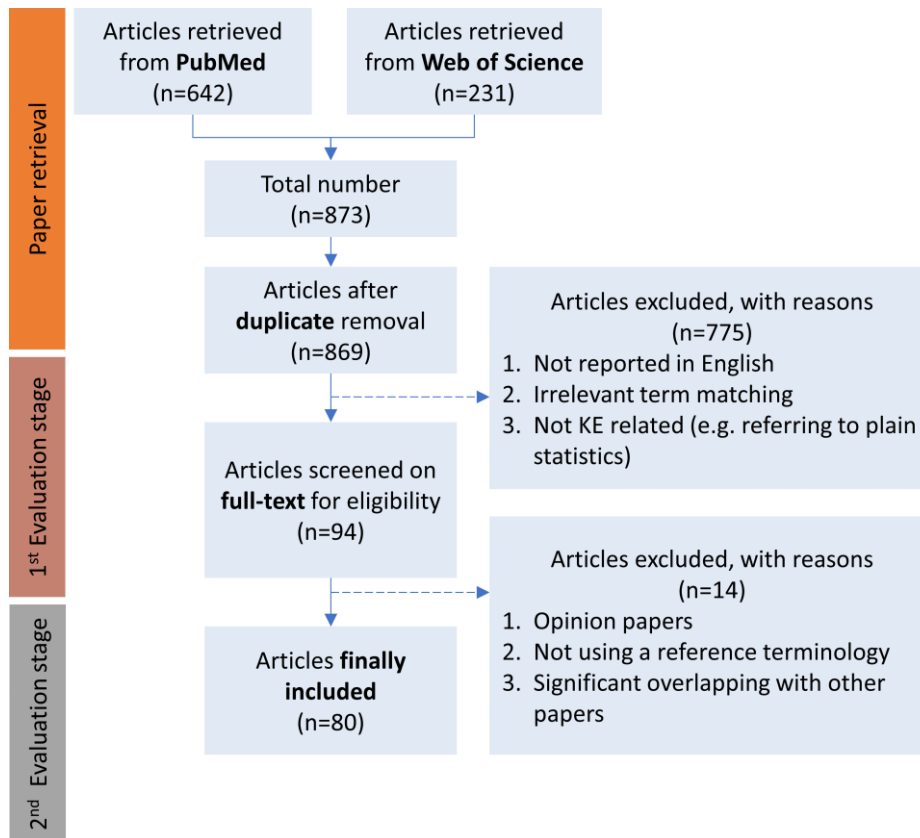 Paper retrieval
1st Evaluation stage
2nd Evaluation stage
Articles retrieved
from PubMed
(n=642)
Articles retrieved
from Web of Science
(n=231)
Total number
(n=873)
Articles after
duplicate removal
(n=869)
Articles excluded, with reasons
(n=775)
1. Not reported in English
2. Irrelevant term matching
3. Not KE related (e.g. referring to plain
statistics)
Articles screened on
full-text for eligibility
(n=94)
Articles excluded, with reasons
(n=14)
1. Opinion papers
2. Not using a reference terminology
3. Significant overlapping with other
papers
Articles finally
included
(n=80)